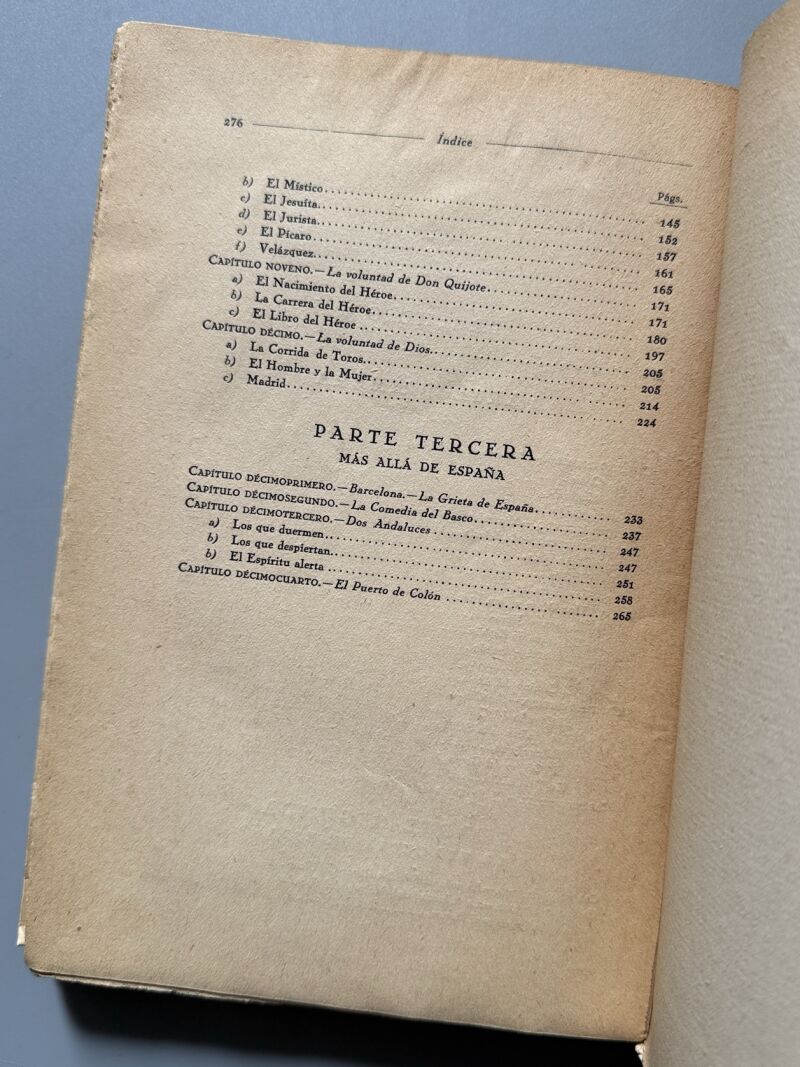 276 Índice
Págs.
b) El Místico........ 145
c) El Jesuíta........ 152
d) El Jurista........ 157
e) El Pícaro........ 161
f) Velázquez........ 165
CAPÍTULO NOVENO.—La voluntad de Don Quijote........ 171
a) El Nacimiento del Héroe........ 171
b) La Carrera del Héroe........ 180
c) El Libro del Héroe ........ 197
CAPÍTULO DÉCIMO.—La voluntad de Dios........ 205
a) La Corrida de Toros........ 205
b) El Hombre y la Mujer........ 214
c) Madrid........ 224
PARTE TERCERA
MÁS ALLÁ DE ESPAÑA
CAPÍTULO DÉCIMOPRIMERO.—Barcelona.—La Grieta de España........ 233
CAPÍTULO DÉCIMOSEGUNDO.—La Comedia del Basco........ 237
CAPÍTULO DÉCIMOTERCERO.—Dos Andaluces ........ 247
a) Los que duermen........ 247
b) Los que despiertan........ 251
b) El Espíritu alerta ........ 258
CAPÍTULO DÉCIMOCUARTO.—El Puerto de Colón ........ 265